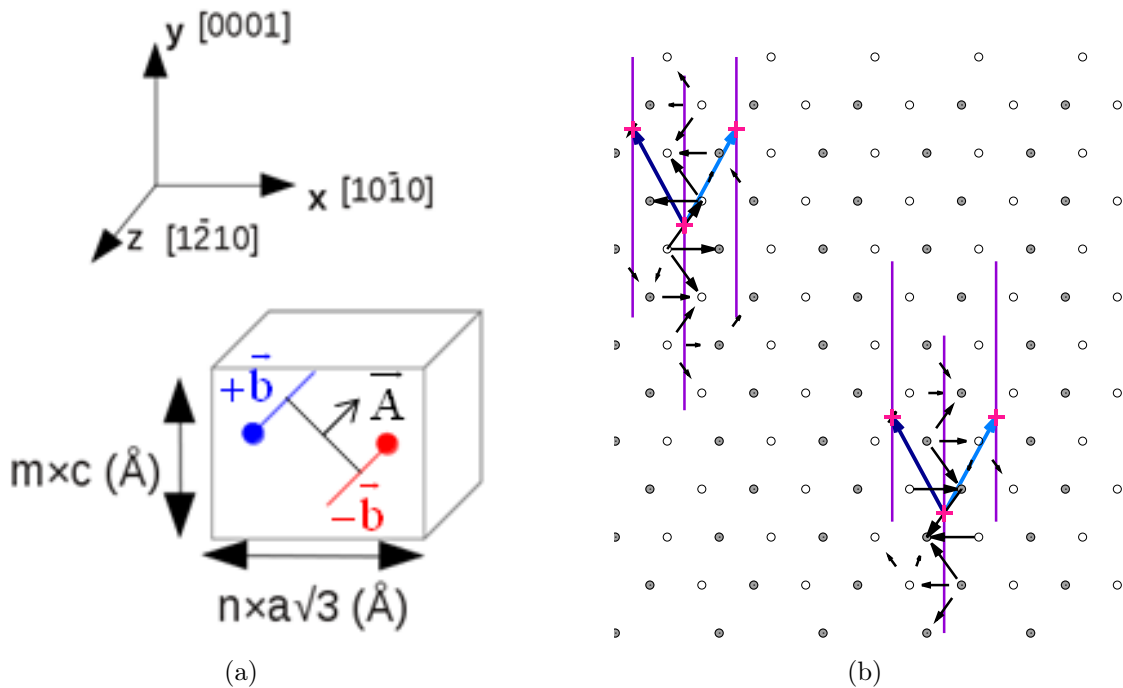 y [0001]
x [101̄0]
z [12̄10]
+b⃗
A⃗
−b⃗
m×c (Å)
n×a√3 (Å)
(a)
(b)